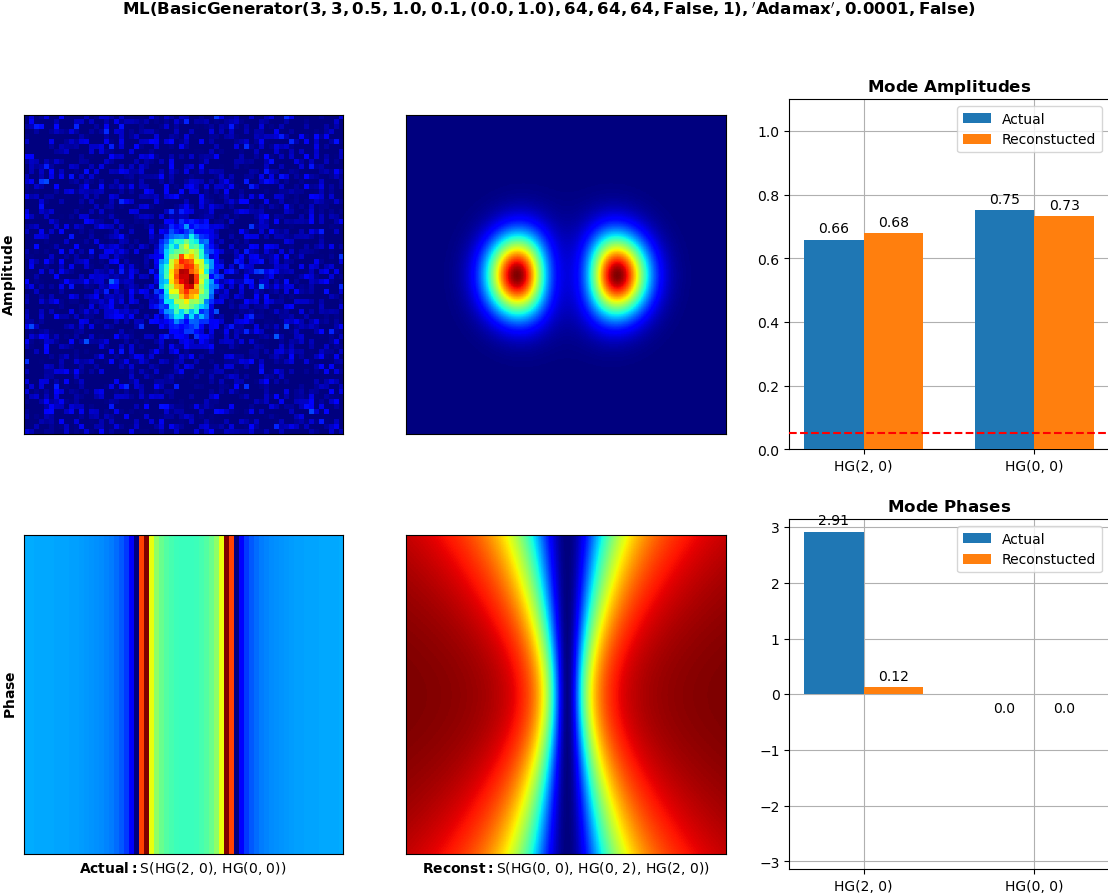 ML(BasicGenerator(3, 3, 0.5, 1.0, 0.1, (0.0, 1.0), 64, 64, 64, False, 1), ′Adamax′, 0.0001, False)
Amplitude
Mode Amplitudes
Actual
Reconstucted
1.0
0.8
0.6
0.4
0.2
0.0
0.66
0.68
0.75
0.73
HG(2, 0)
HG(0, 0)
Phase
Actual: S(HG(2, 0), HG(0, 0))
Reconst: S(HG(0, 0), HG(0, 2), HG(2, 0))
Mode Phases
Actual
Reconstucted
3
2
1
0
−1
−2
−3
2.91
0.12
0.0
0.0
HG(2, 0)
HG(0, 0)